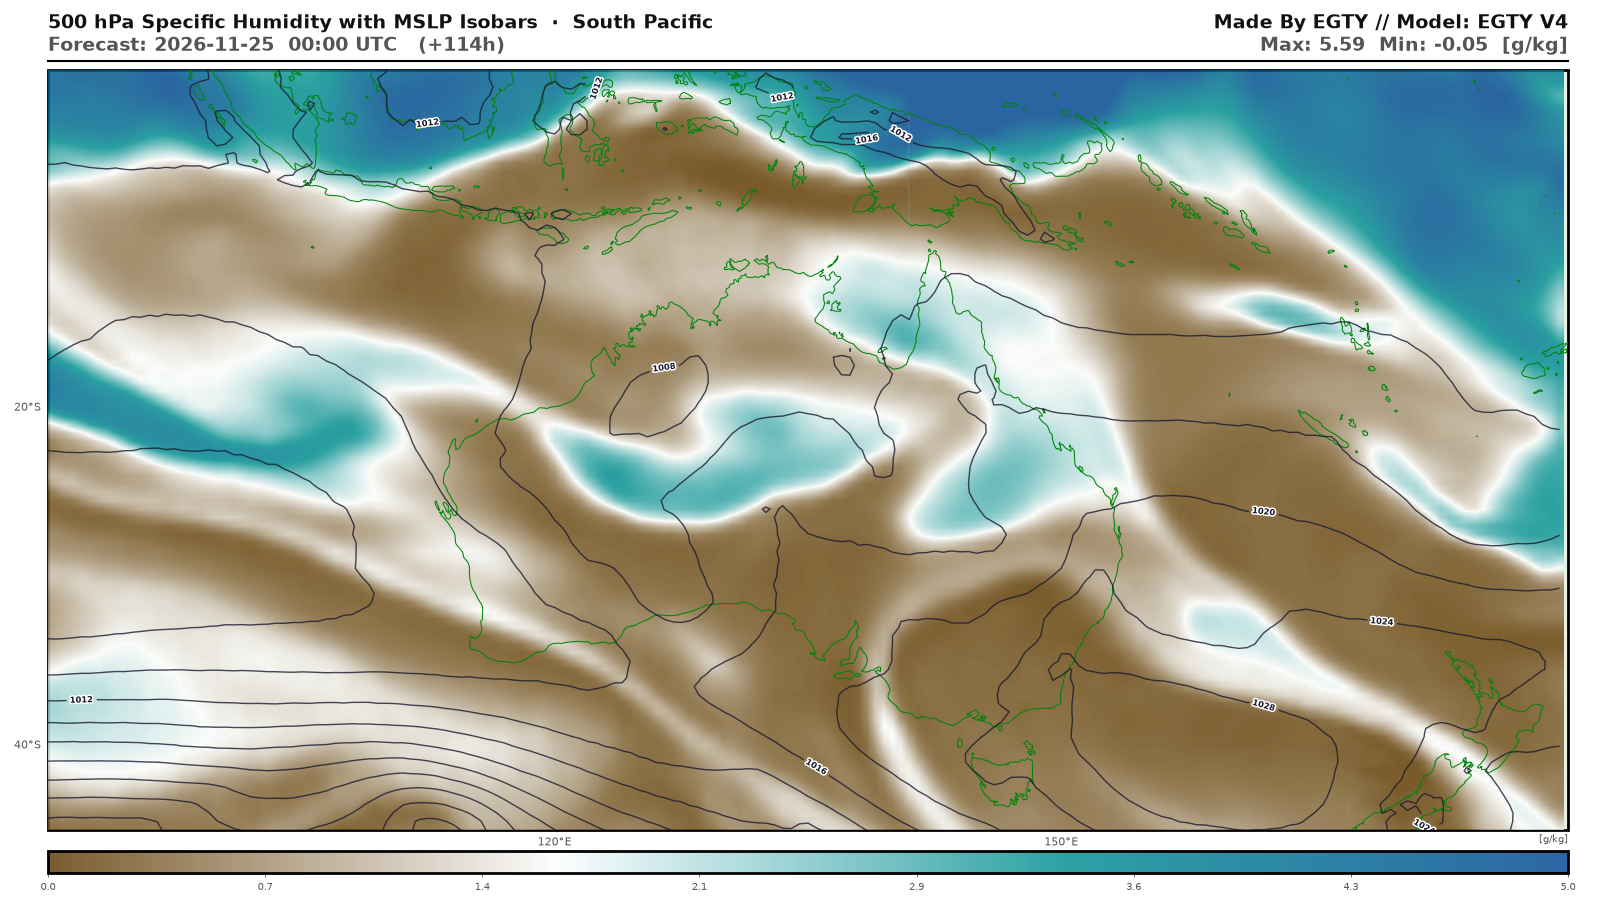 500 hPa Specific Humidity with MSLP Isobars · South Pacific
Made By EGTY // Model: EGTY V4
Forecast: 2026-11-25 00:00 UTC (+114h)
Max: 5.59 Min: -0.05 [g/kg]
1012
1012
1012
1016
1012
1008
20°S
1020
1024
1012
1028
40°S
1016
1024
120°E
150°E
[g/kg]
0.0
0.7
1.4
2.1
2.9
3.6
4.3
5.0